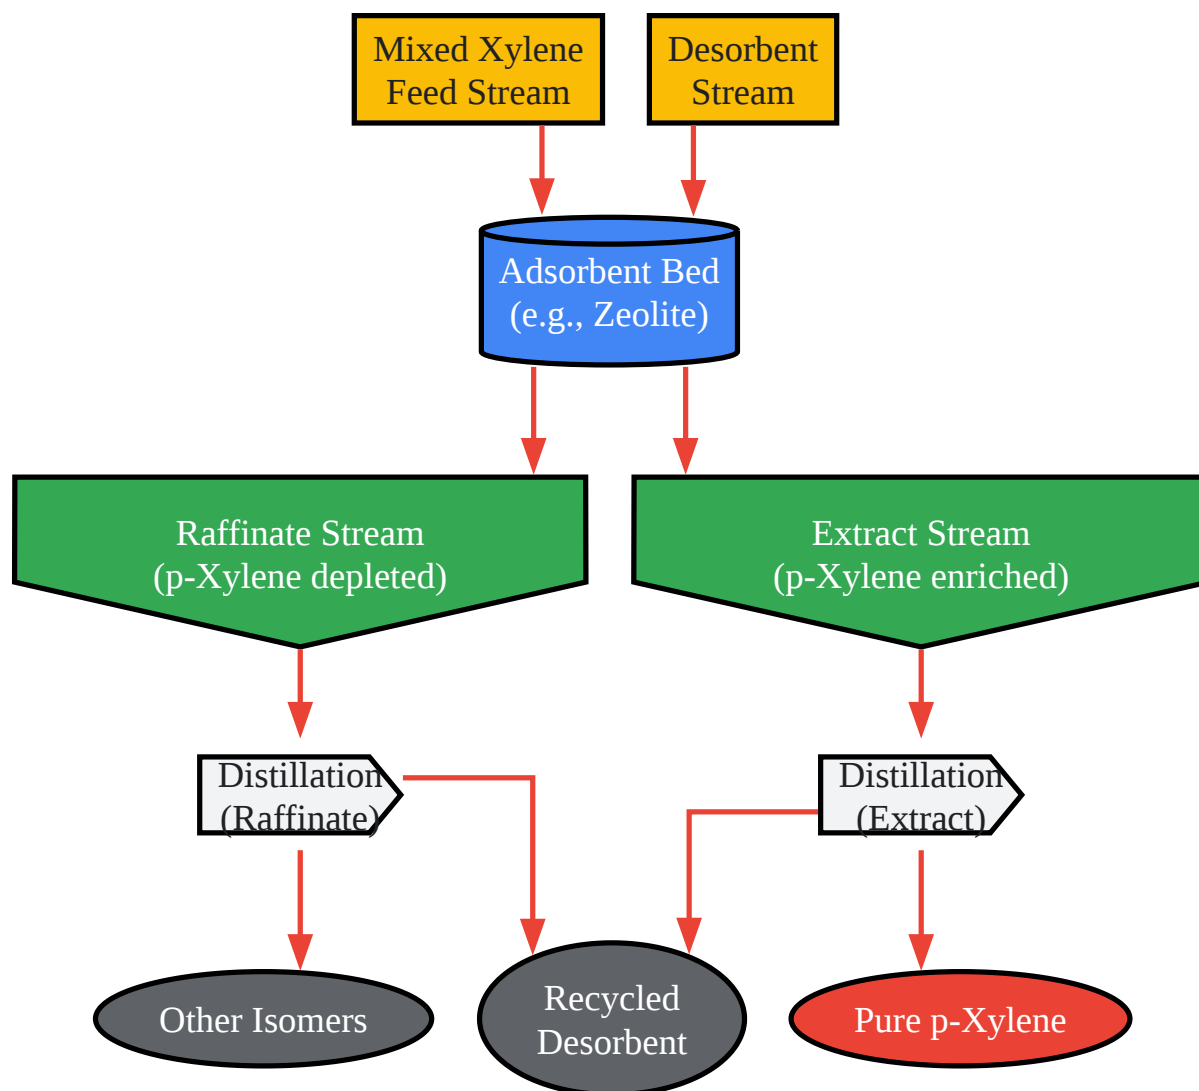 Mixed Xylene
Feed Stream
Desorbent
Stream
Adsorbent Bed
(e.g., Zeolite)
Raffinate Stream
(p-Xylene depleted)
Extract Stream
(p-Xylene enriched)
Distillation
(Raffinate)
Distillation
(Extract)
Other Isomers
Recycled
Desorbent
Pure p-Xylene